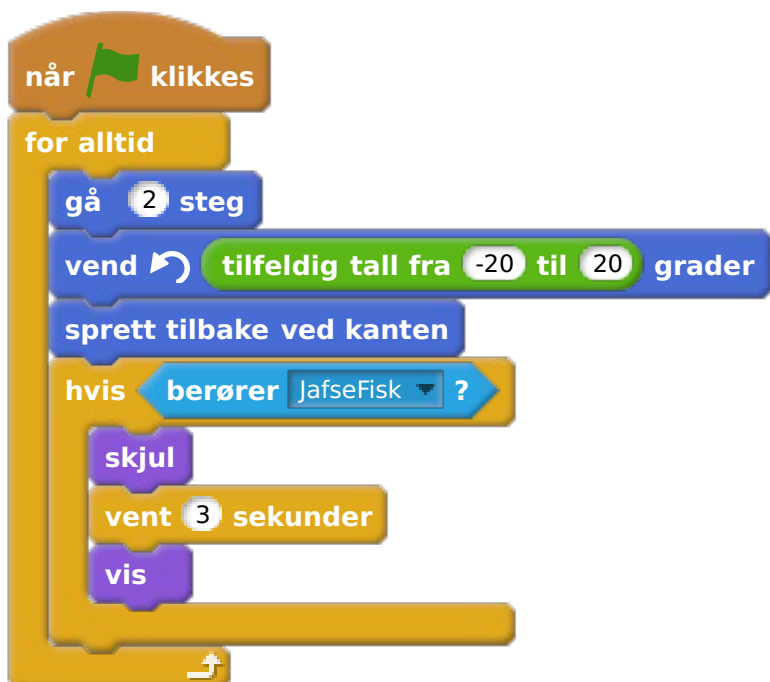 når klikkes
for alltid
gå 2 steg
vend tilfeldig tall fra -20 til 20 grader
sprett tilbake ved kanten
hvis berører JafseFisk ?
skjul
vent 3 sekunder
vis